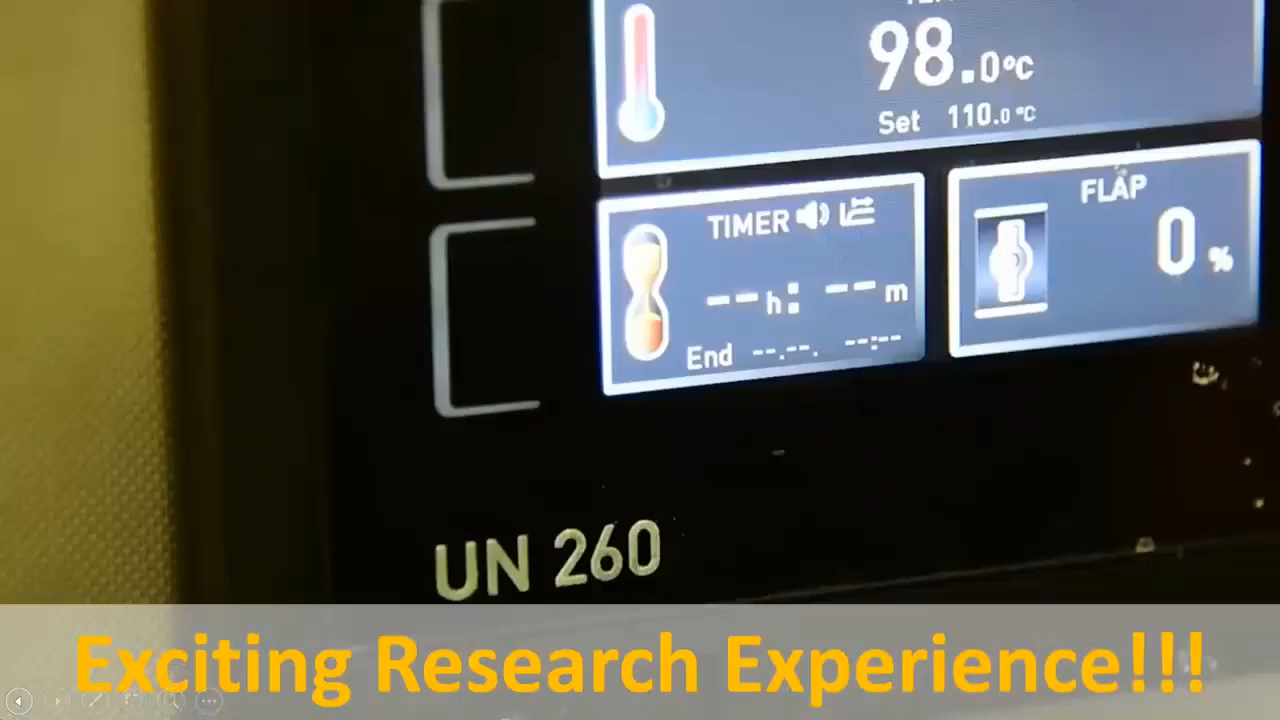 98.0°C
Set 110.0 °C
TIMER
--h: --m
End --.--. --:--
FLAP
0 %
UN 260
Exciting Research Experience!!!